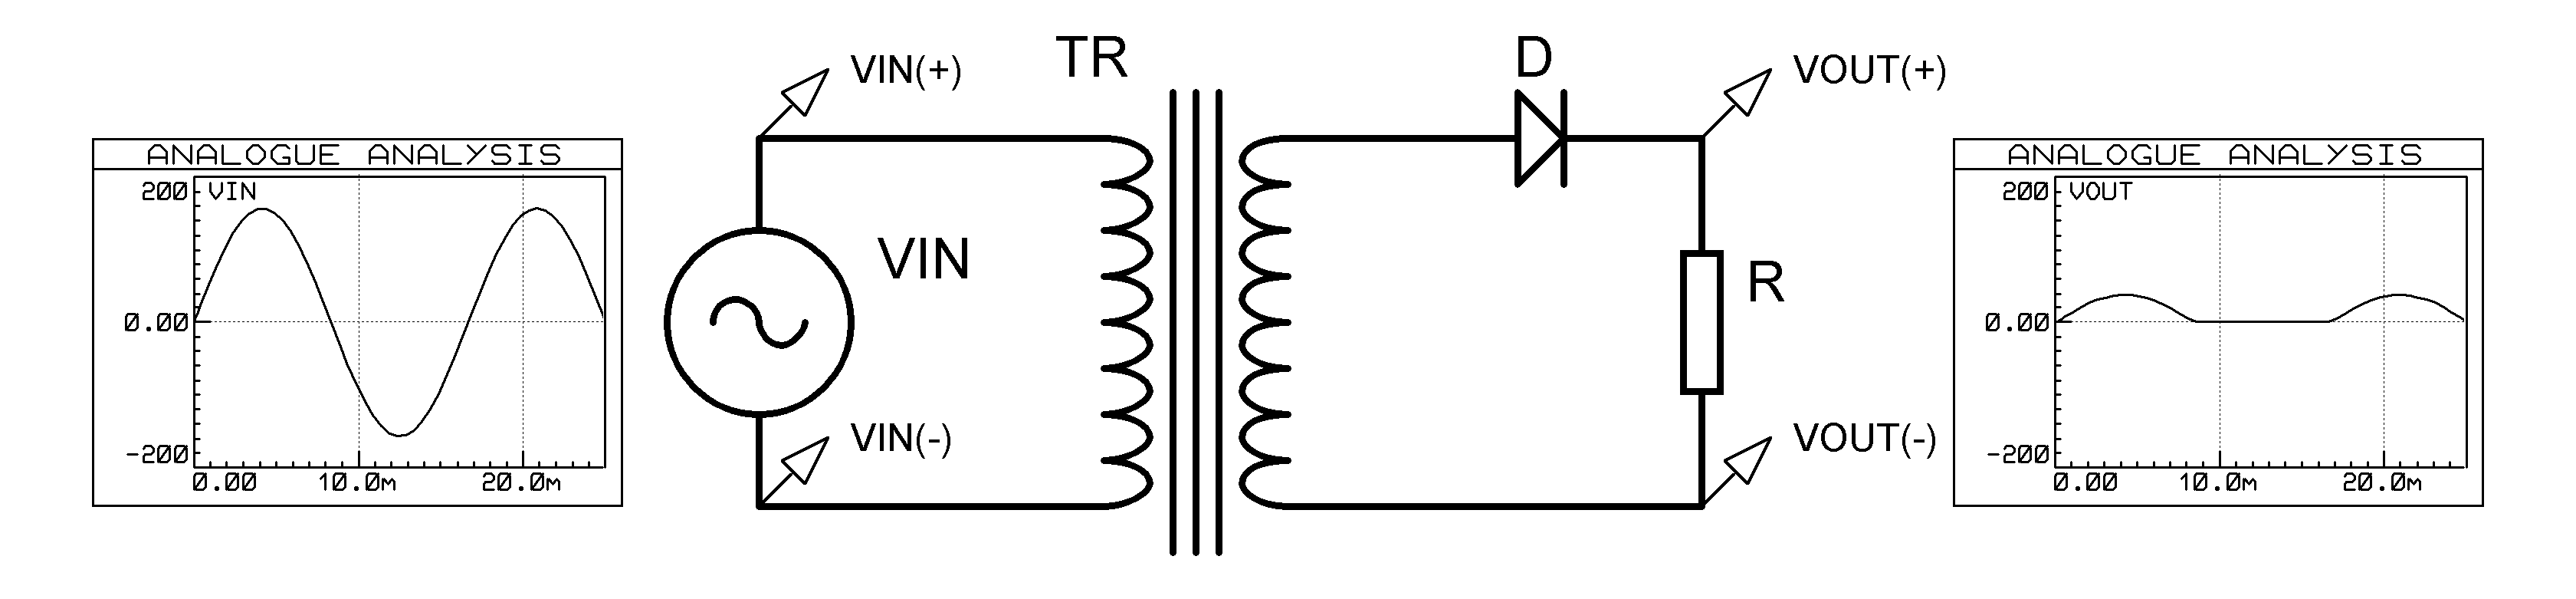 ANALOGUE ANALYSIS
200
VIN
0.00
-200
0.00
10.0m
20.0m
VIN(+)
VIN
VIN(-)
TR
D
R
VOUT(+)
VOUT(-)
ANALOGUE ANALYSIS
200
VOUT
0.00
-200
0.00
10.0m
20.0m